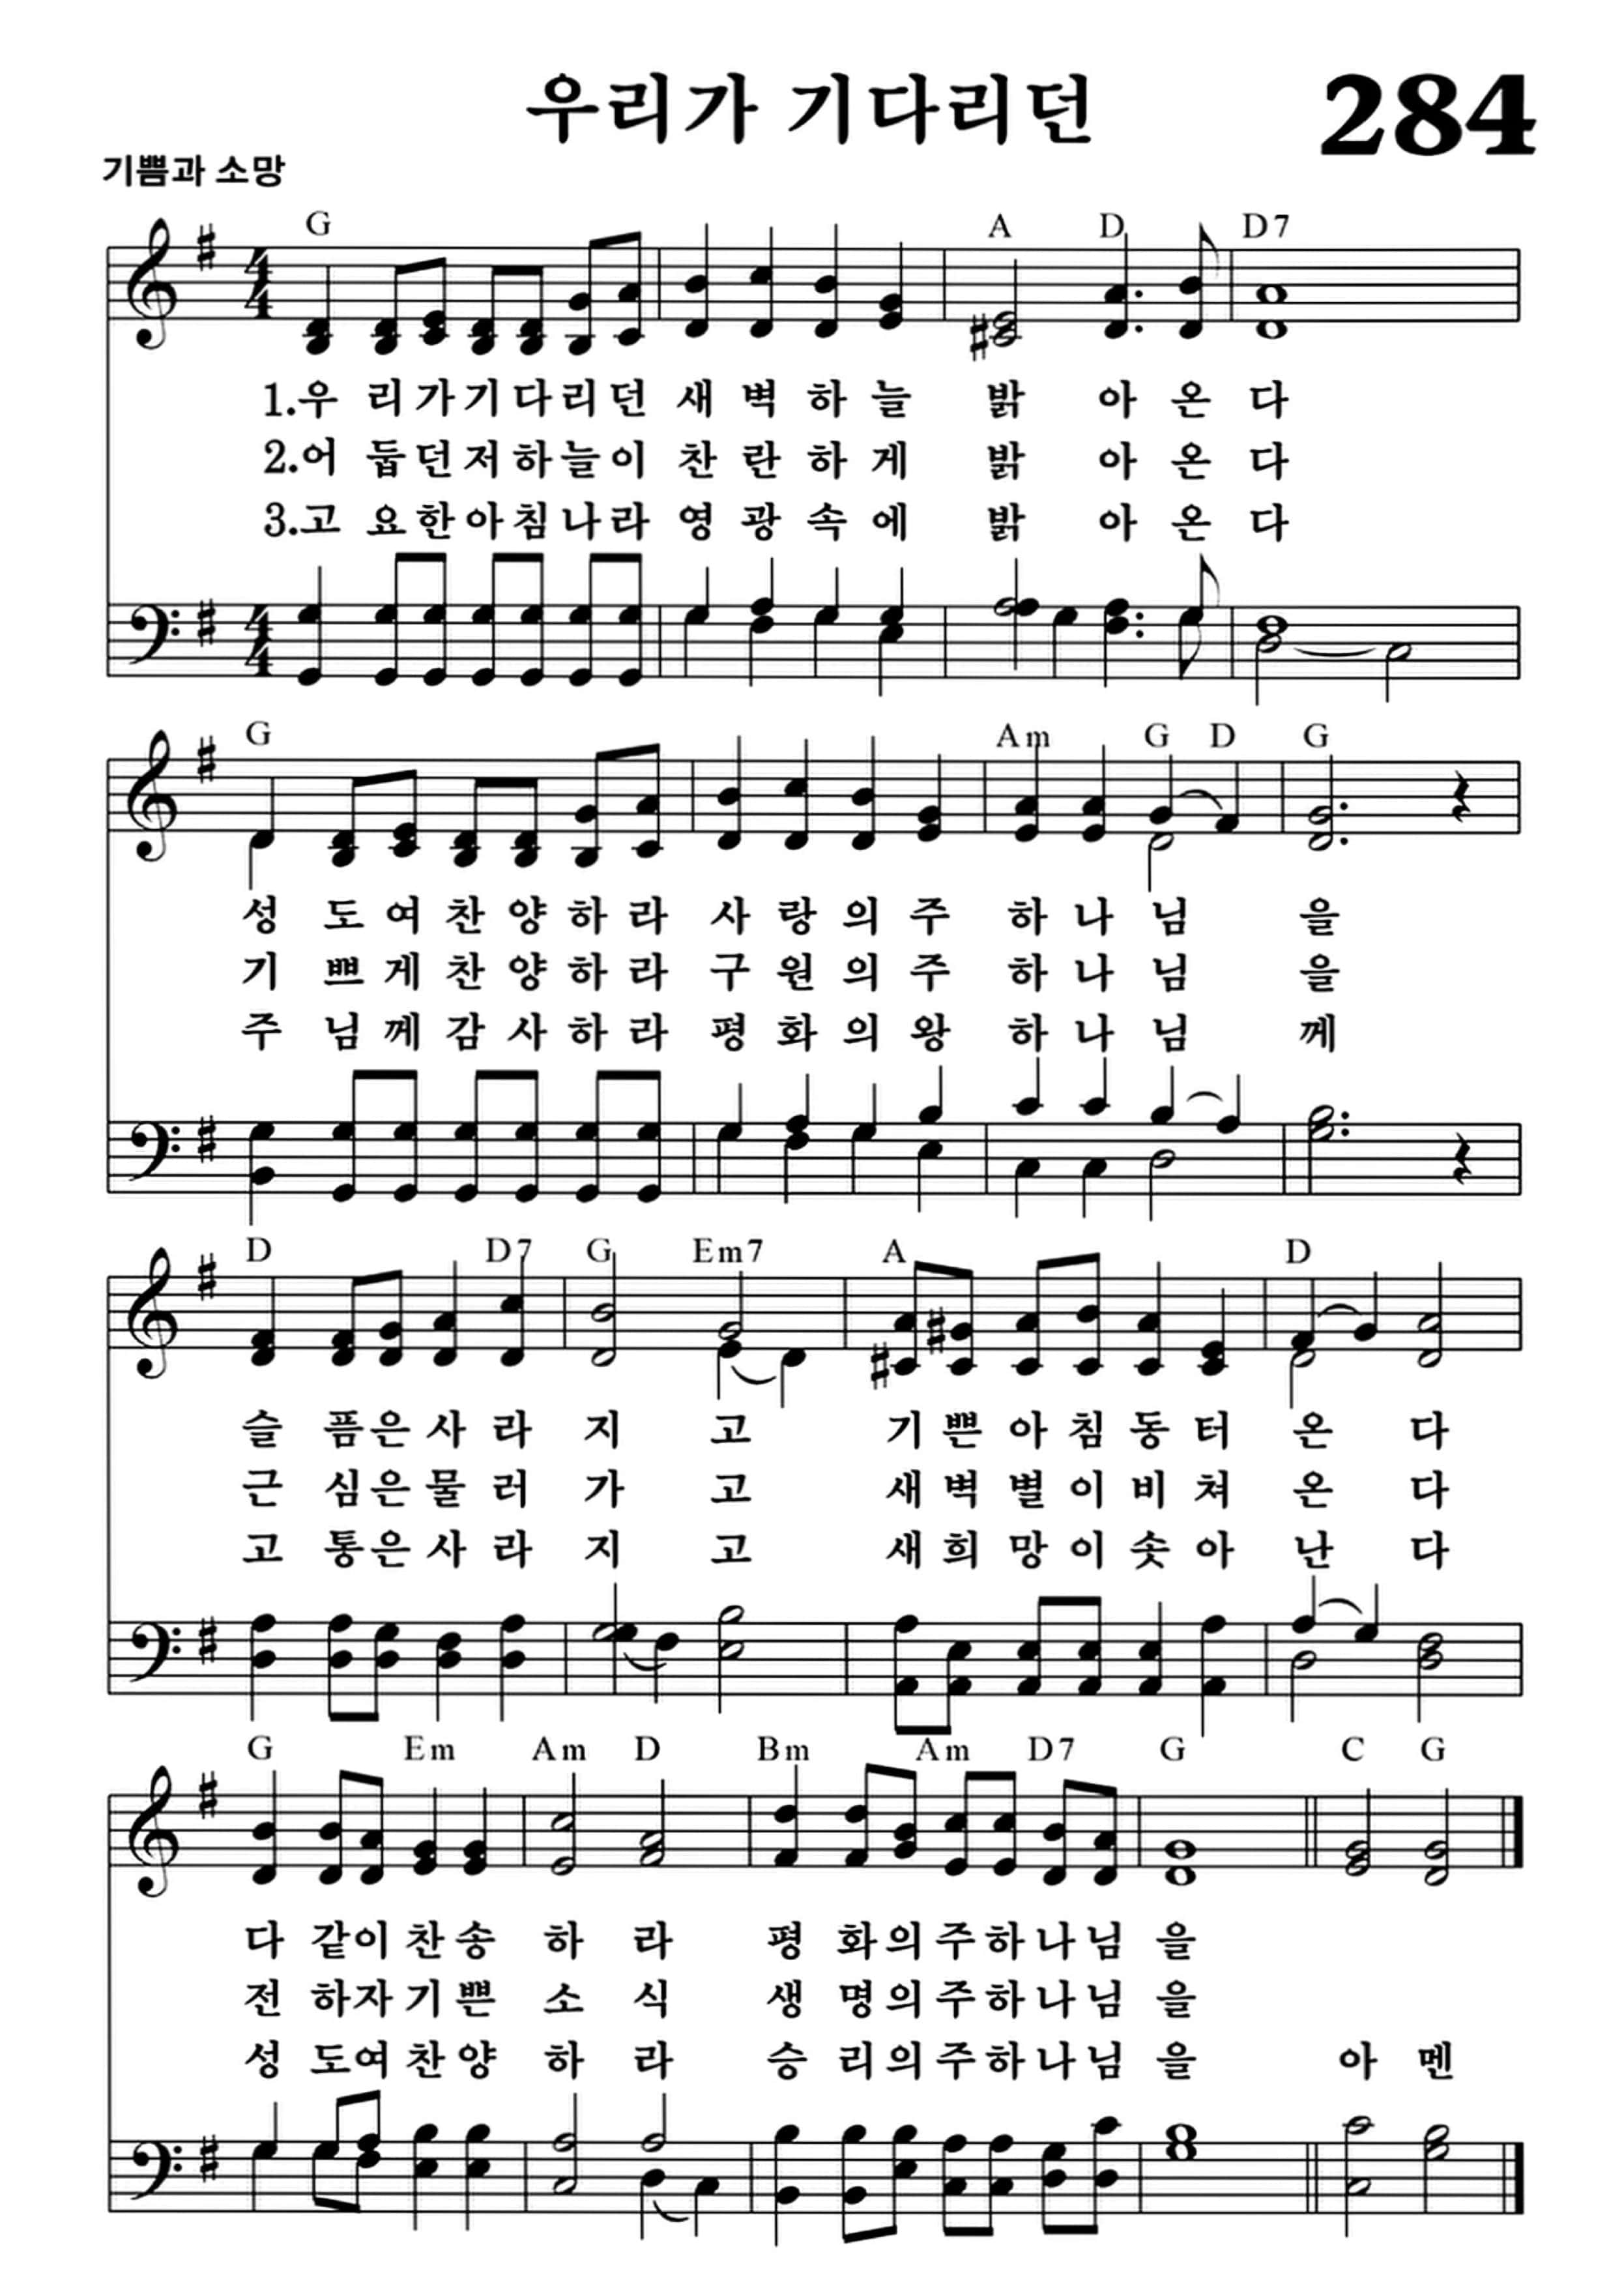 우리가 기다리던
284
기쁨과 소망
G A D D7
1.우 리가기다리던 새 벽 하 늘 밝 아 온 다
2.어 둡던저하늘이 찬 란 하 게 밝 아 온 다
3.고 요한아침나라 영 광 속 에 밝 아 온 다
G Am G D G
성 도 여 찬 양 하 라 사 랑 의 주 하 나 님 을
기 쁘 게 찬 양 하 라 구 원 의 주 하 나 님 을
주 님 께 감 사 하 라 평 화 의 왕 하 나 님 께
D D7 G Em7 A D
슬 픔은 사 라 지 고 기 쁜 아 침 동 터 온 다
근 심은 물 러 가 고 새 벽 별 이 비 쳐 온 다
고 통은 사 라 지 고 새 희 망 이 솟 아 난 다
G Em Am D Bm Am D7 G C G
다 같이 찬 송 하 라 평 화의주하나님 을
전 하자 기 쁜 소 식 생 명의주하나님 을
성 도여 찬 양 하 라 승 리의주하나님 을 아 멘